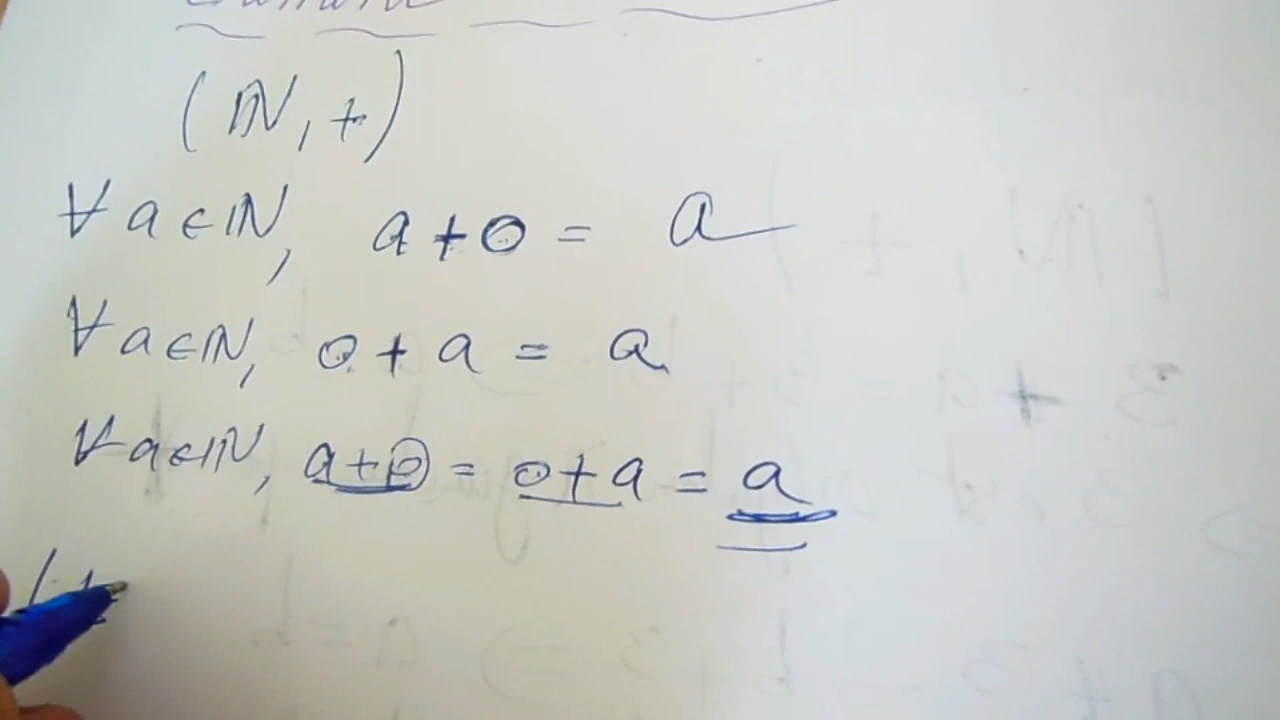 (ℕ, +)
∀ a ∈ ℕ, a + 0 = a
∀ a ∈ ℕ, 0 + a = a
∀ a ∈ ℕ, a + 0 = 0 + a = a
(